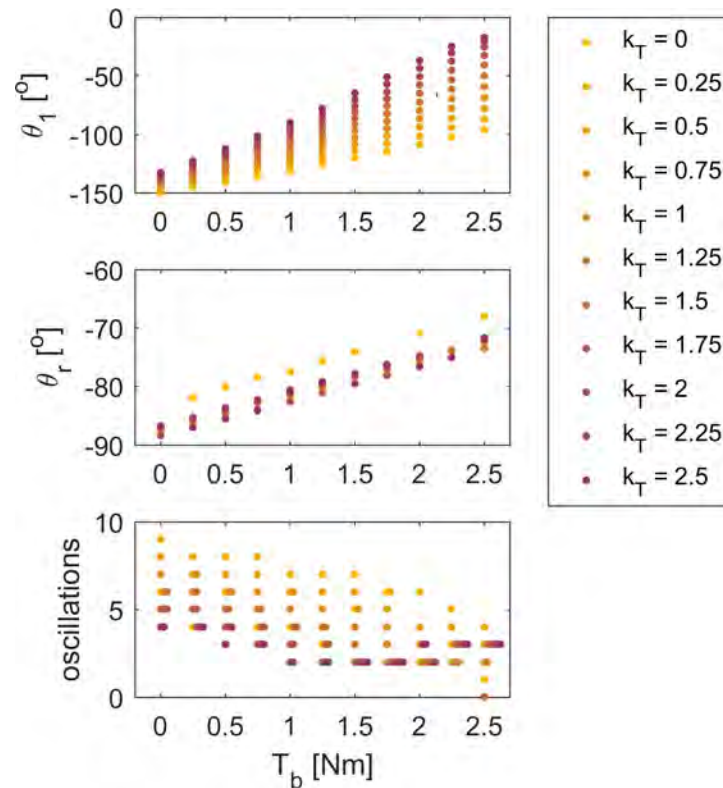 0
-50
-100
-150
θ1 [o]
0 0.5 1 1.5 2 2.5
-60
-70
-80
-90
θr [o]
0 0.5 1 1.5 2 2.5
10
5
0
oscillations
0 0.5 1 1.5 2 2.5
Tb [Nm]
kT = 0
kT = 0.25
kT = 0.5
kT = 0.75
kT = 1
kT = 1.25
kT = 1.5
kT = 1.75
kT = 2
kT = 2.25
kT = 2.5